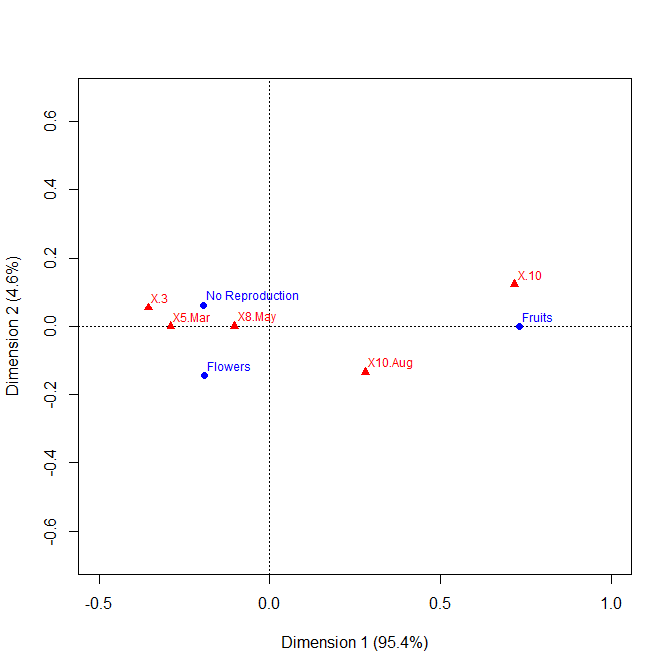 0.6
0.4
0.2
0.0
-0.2
-0.4
-0.6
Dimension 2 (4.6%)
X.10
X.3
No Reproduction
X5.Mar
X8.May
Fruits
Flowers
X10.Aug
-0.5
0.0
0.5
1.0
Dimension 1 (95.4%)